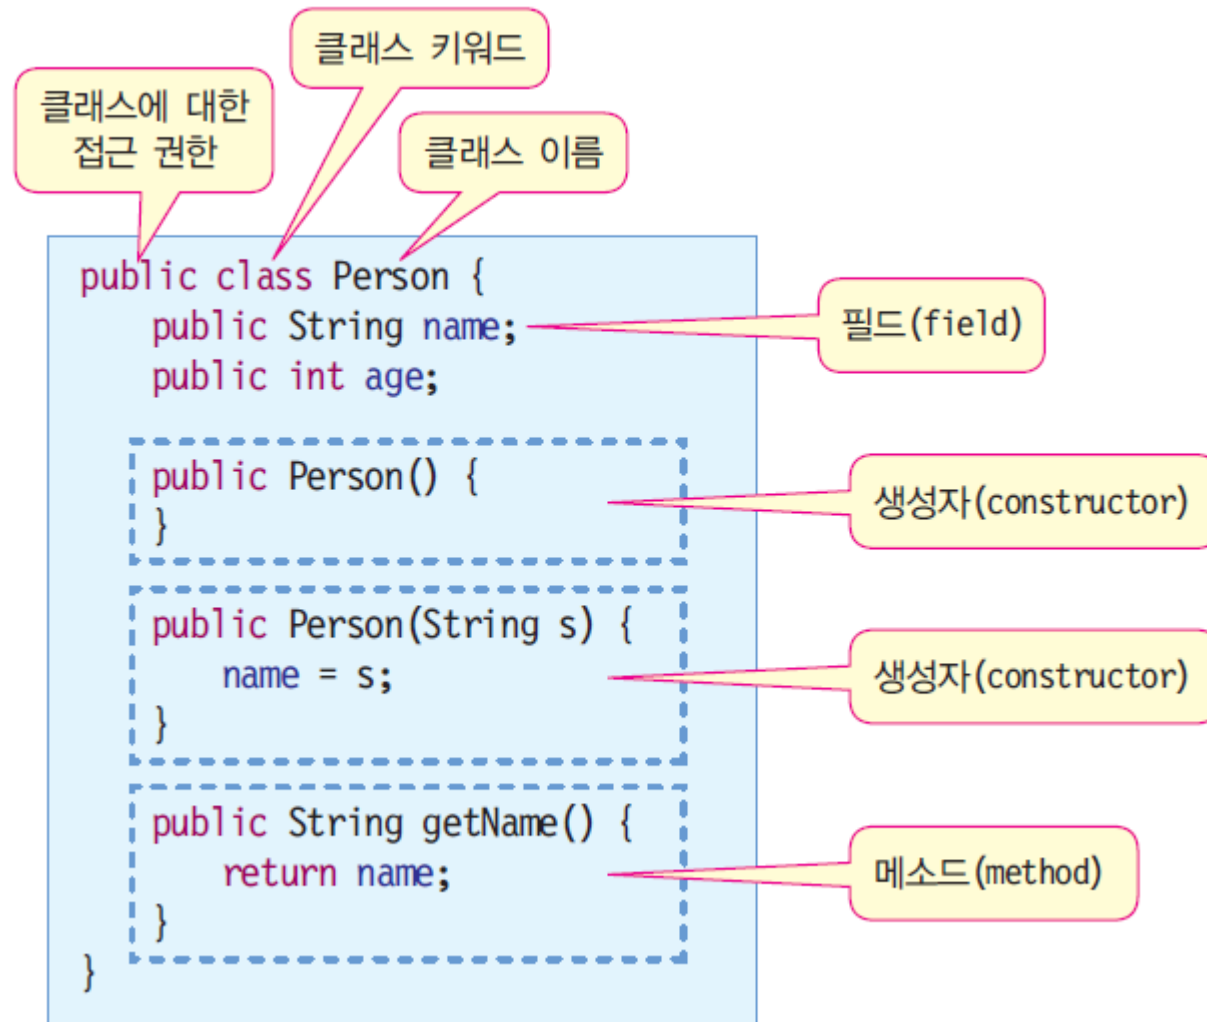 클래스 키워드
클래스에 대한
접근 권한
클래스 이름
public class Person {
public String name;
필드(field)
public int age;
public Person() {
}
생성자(constructor)
public Person(String s) {
name = s;
}
생성자(constructor)
public String getName() {
return name;
}
메소드(method)
}